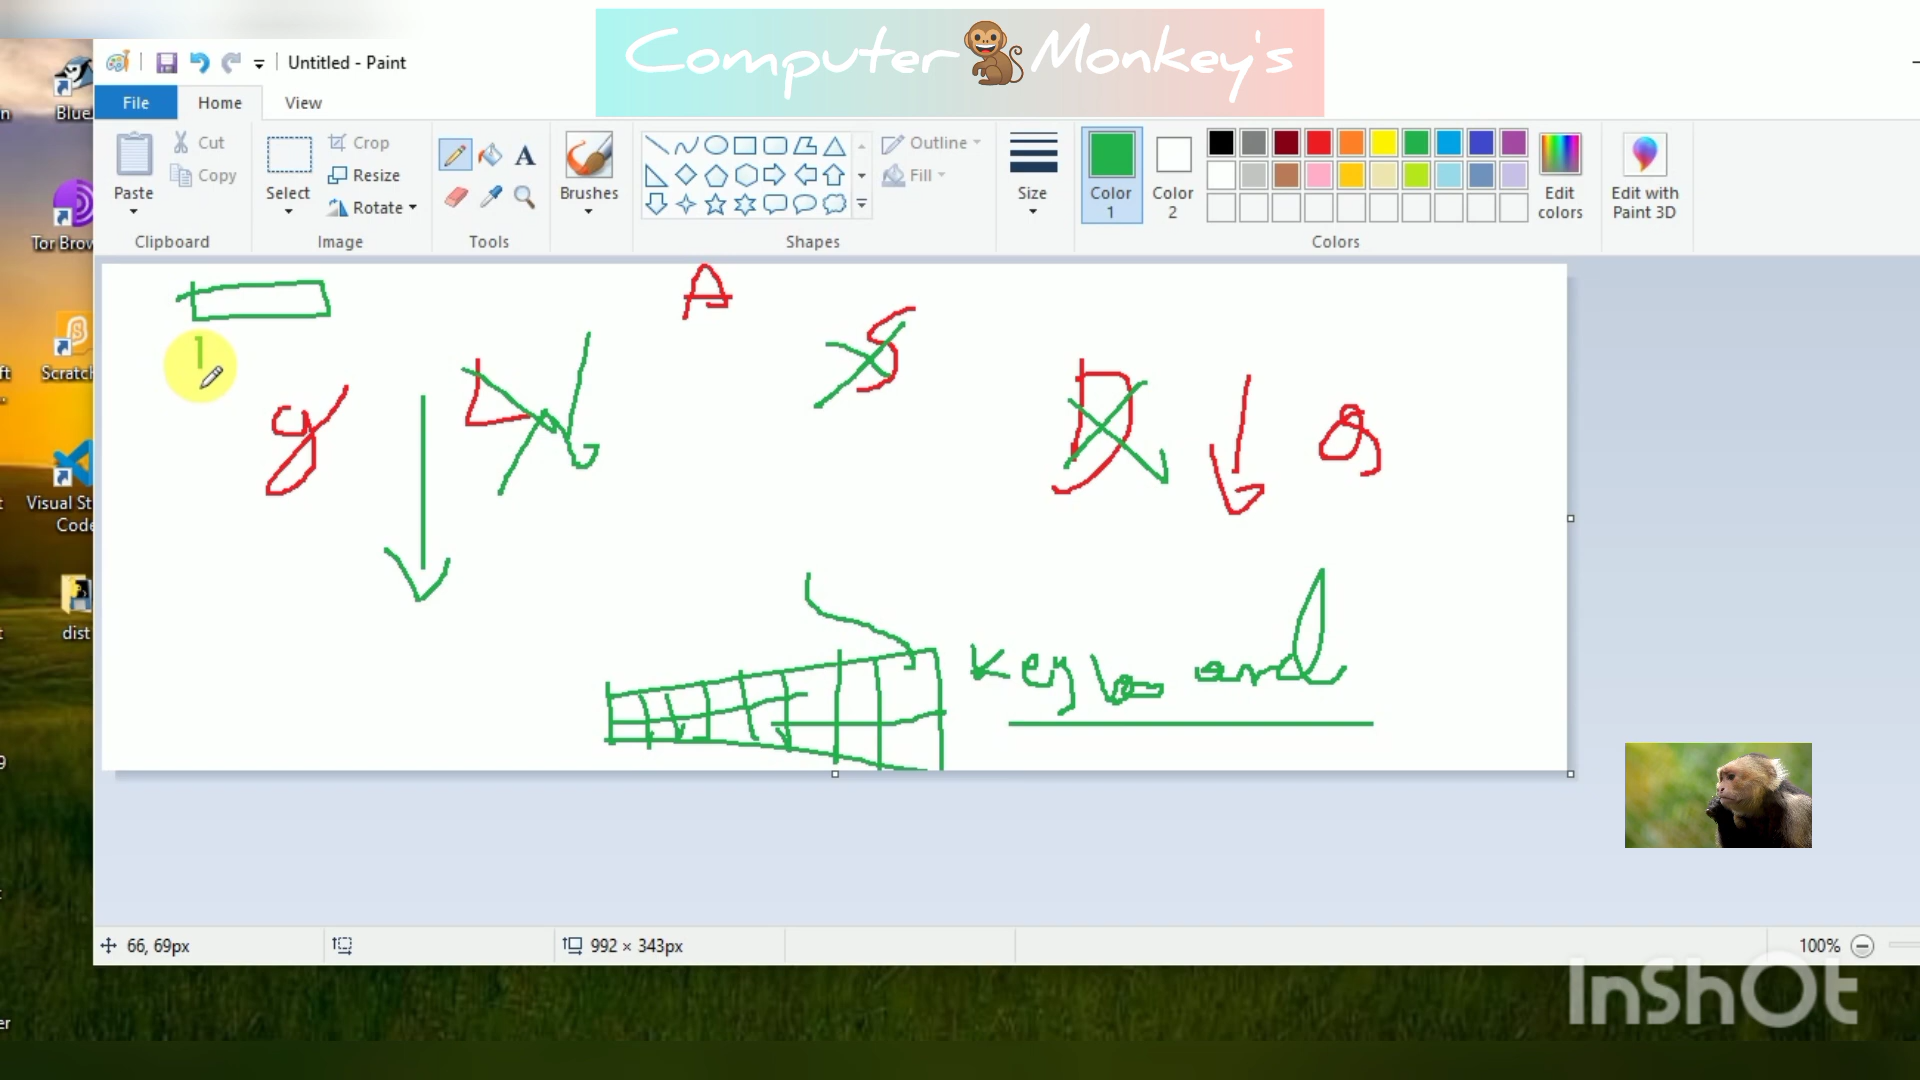 Computer Monkey's
Untitled - Paint
File Home View
Cut
Copy
Paste
Clipboard
Crop
Resize
Rotate
Select
Image
A
Tools
Brushes
Outline
Fill
Shapes
Size
Color 1
Color 2
Edit colors
Colors
Edit with Paint 3D
Blue
Tor Brow
Scratch
Visual St
Code
dist
A
S
g
D
Keyboard
66, 69px
992 × 343px
100%
InShOt